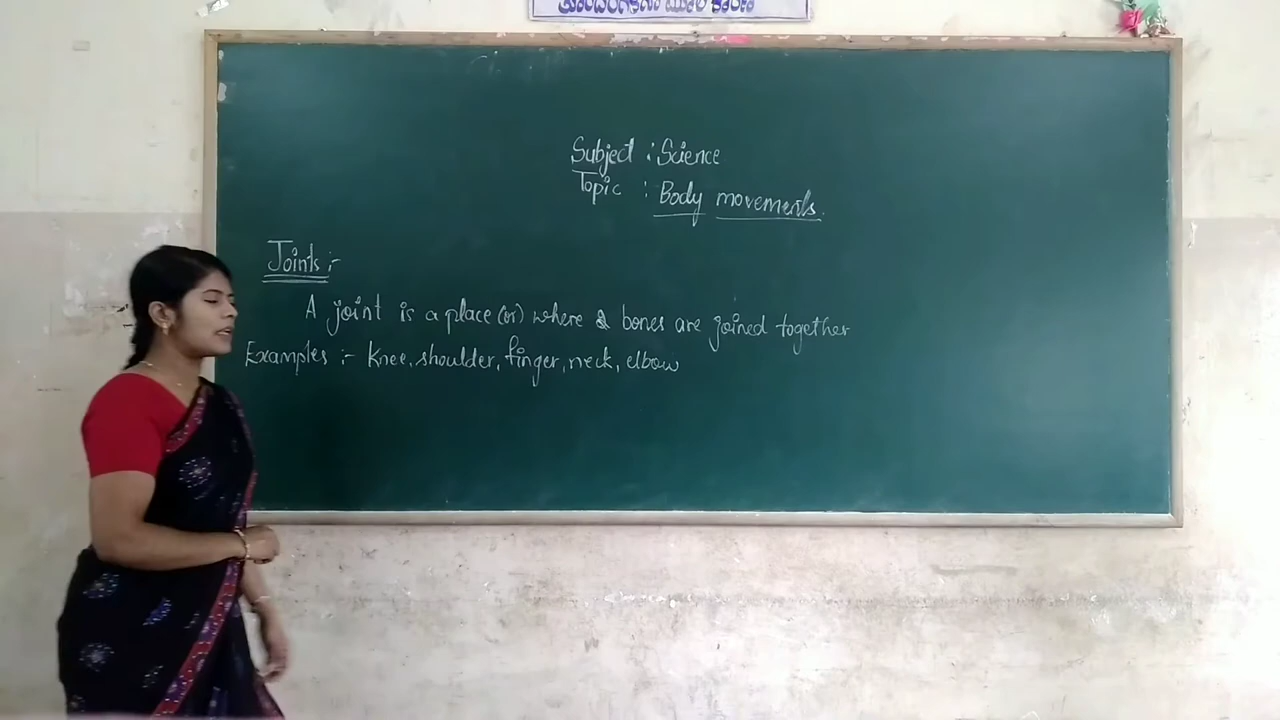 ಮೂಲ ಕಾರಣ
Subject : Science
Topic : Body movements.
Joints :-
A joint is a place (or) where 2 bones are joined together
Examples :- Knee, shoulder, finger, neck, elbow